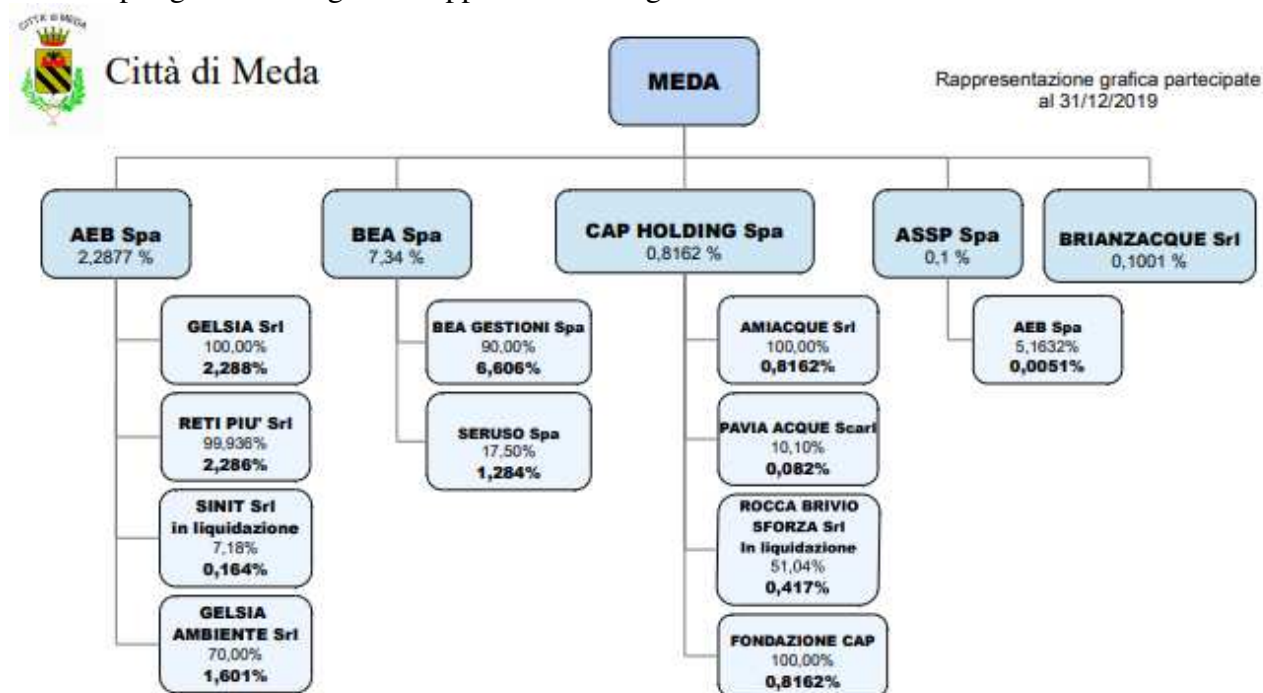 CITTÀ di MEDA
Città di Meda
MEDA
Rappresentazione grafica partecipate
al 31/12/2019
AEB Spa
2,2877 %
BEA Spa
7,34 %
CAP HOLDING Spa
0,8162 %
ASSP Spa
0,1 %
BRIANZACQUE Srl
0,1001 %
GELSIA Srl
100,00%
2,288%
RETI PIU' Srl
99,936%
2,286%
SINIT Srl
in liquidazione
7,18%
0,164%
GELSIA
AMBIENTE Srl
70,00%
1,601%
BEA GESTIONI Spa
90,00%
6,606%
SERUSO Spa
17,50%
1,284%
AMIACQUE Srl
100,00%
0,8162%
PAVIA ACQUE Scarl
10,10%
0,082%
ROCCA BRIVIO
SFORZA Srl
In liquidazione
51,04%
0,417%
FONDAZIONE CAP
100,00%
0,8162%
AEB Spa
5,1632%
0,0051%